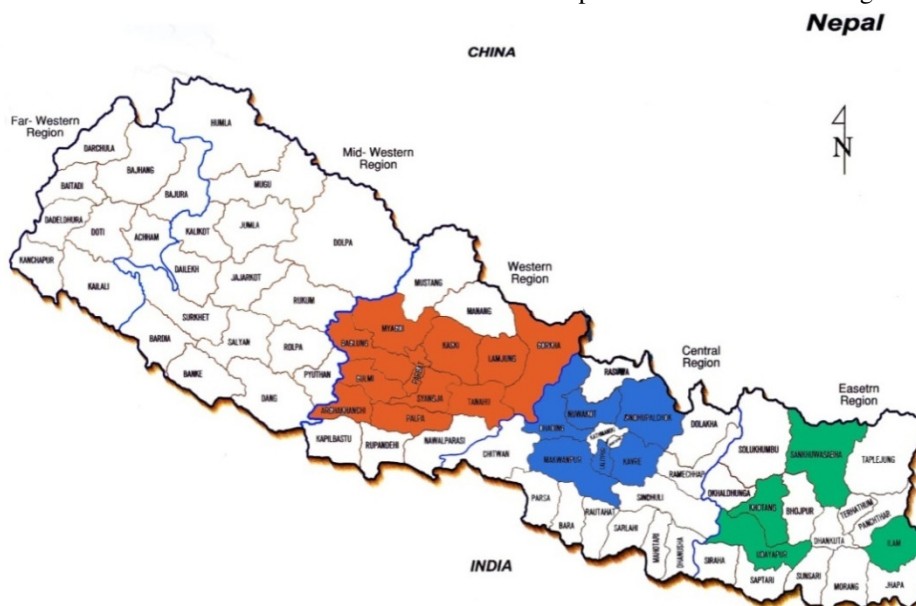 Nepal
CHINA
N
Far- Western
Region
Mid- Western
Region
Western
Region
Central
Region
Easetrn
Region
HUMLA
DARCHULA
BAJHANG
BAITADI
BAJURA
MUGU
DADELDHURA
DOTI
ACHHAM
KALIKOT
JUMLA
DOLPA
KANCHAPUR
KAILALI
DAILEKH
JAJARKOT
MUSTANG
SURKHET
RUKUM
MANANG
BARDIA
SALYAN
ROLPA
MYAGDI
BAGLUNG
KASKI
LAMJUNG
GORKHA
BANKE
PYUTHAN
GULMI
PARBAT
SYANGJA
TANAHU
DANG
ARGHAKHANCHI
PALPA
RASUWA
KAPILBASTU
RUPANDEHI
NAWALPARASI
CHITWAN
NUWAKOT
DHADING
DOLAKHA
KATHMANDU
MAKWANPUR
KAVRE
RAMECHHAP
SOLUKHUMBU
TAPLEJUNG
PARSA
BARA
RAUTAHAT
SARLAHI
SINDHULI
MAHOTARI
DHANUSHA
OKHALDHUNGA
KHOTANG
BHOJPUR
TERHATHUM
PANCHTHAR
DHANKUTA
ILAM
SIRAHA
UDAYAPUR
SAPTARI
SUNSARI
MORANG
JHAPA
INDIA